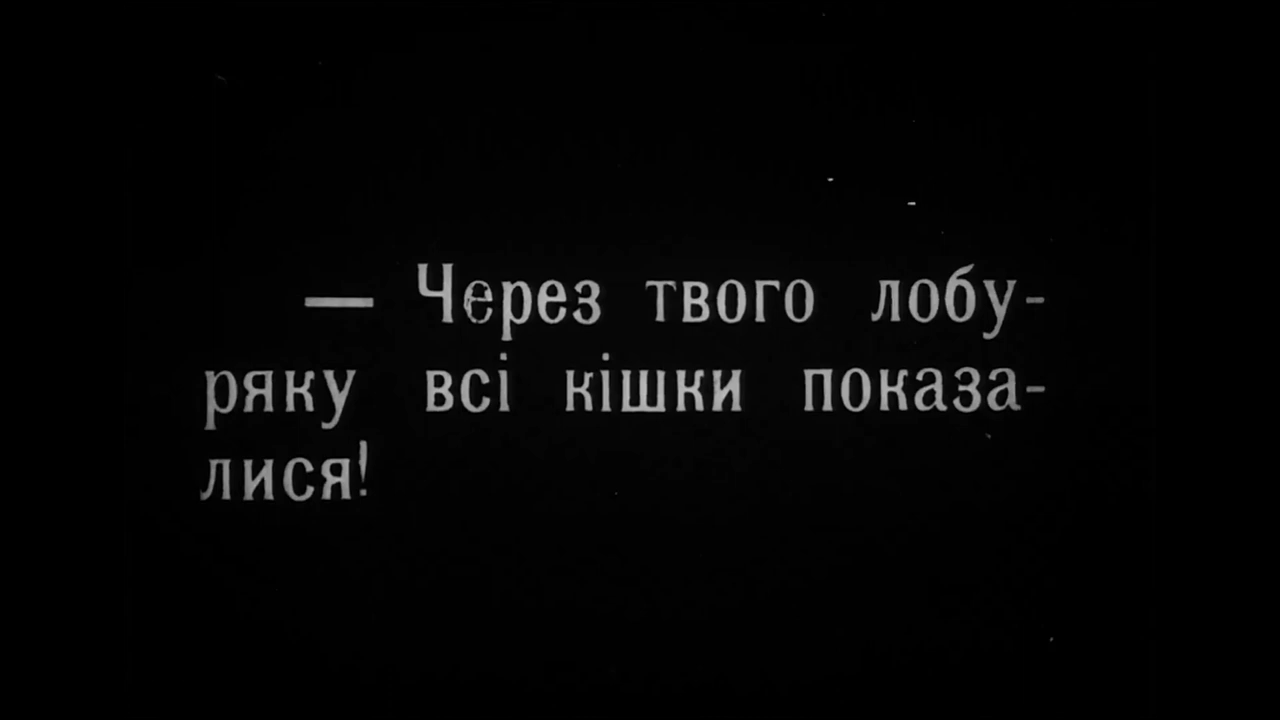 — Через твого лобу-
ряку всі кішки показа-
лися!